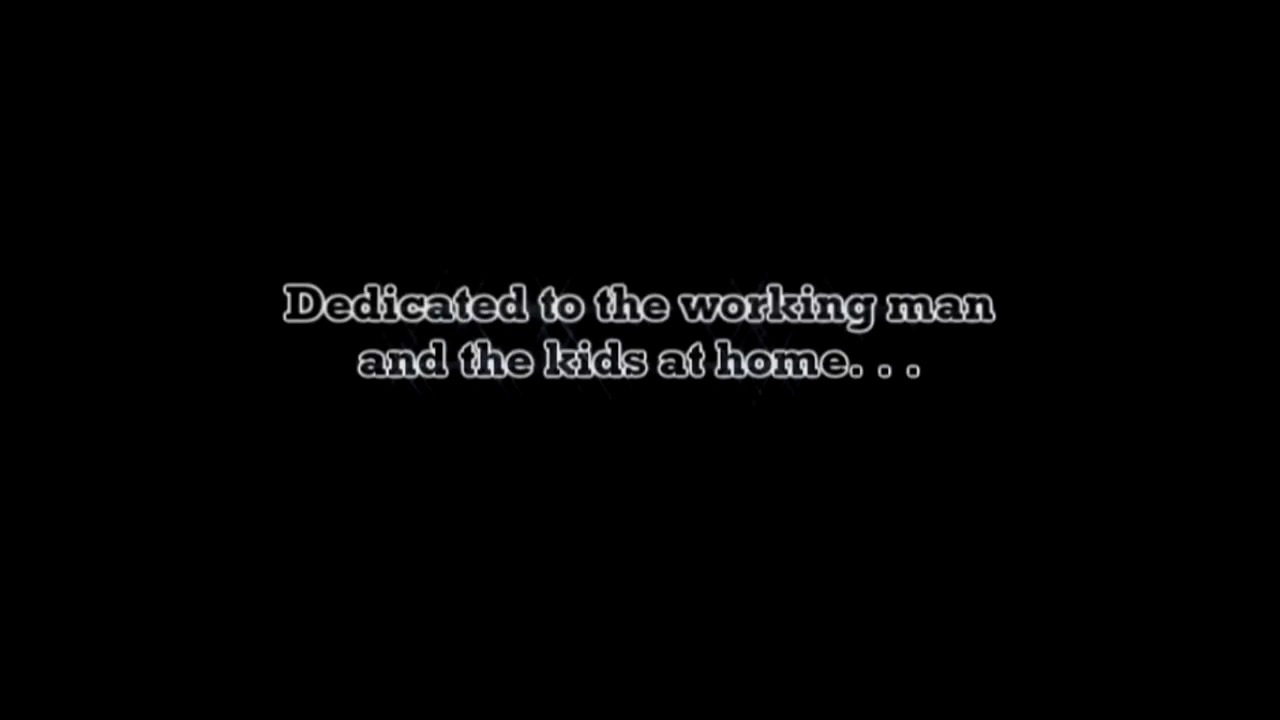 Dedicated to the working man
and the kids at home. . .